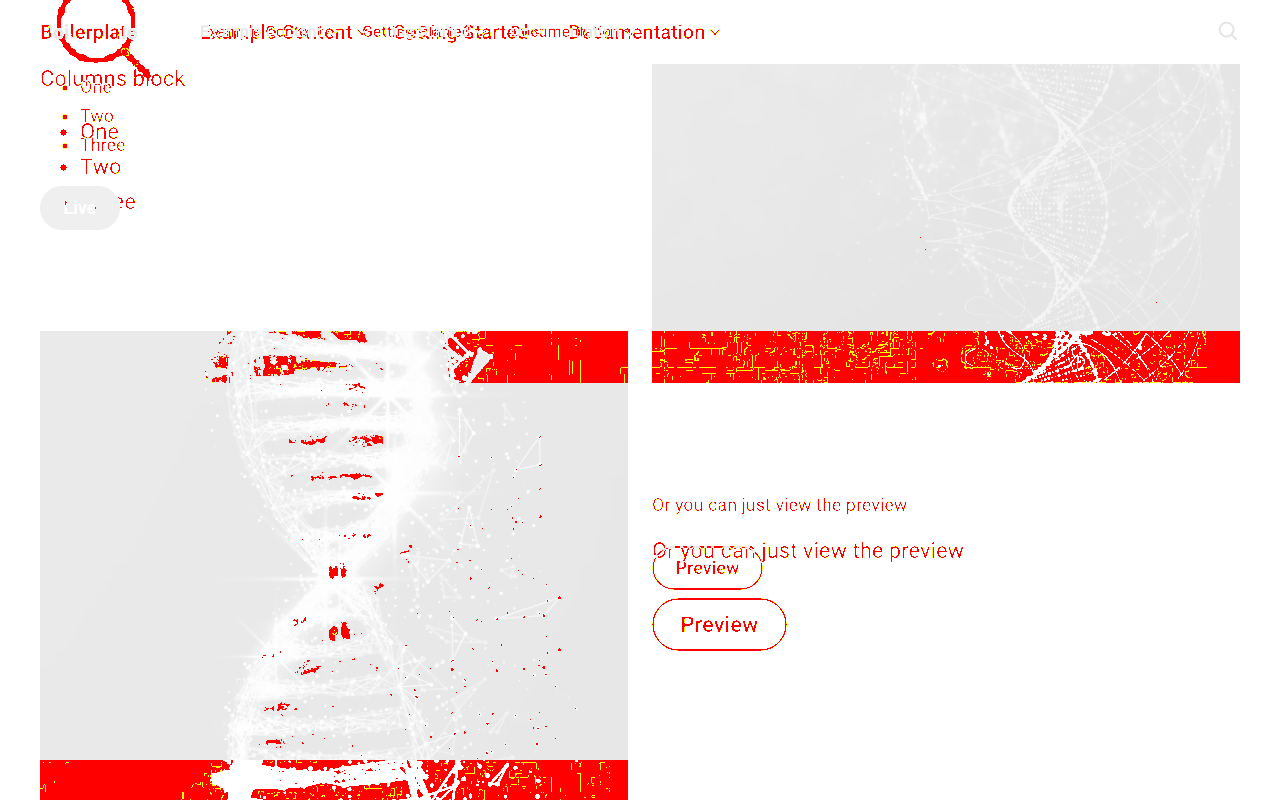 Boilerplate Example Content Getting Started Documentation
Columns block
One
Two
One
Three
Two
Live
Or you can just view the preview
Or you can just view the preview
Preview
Preview